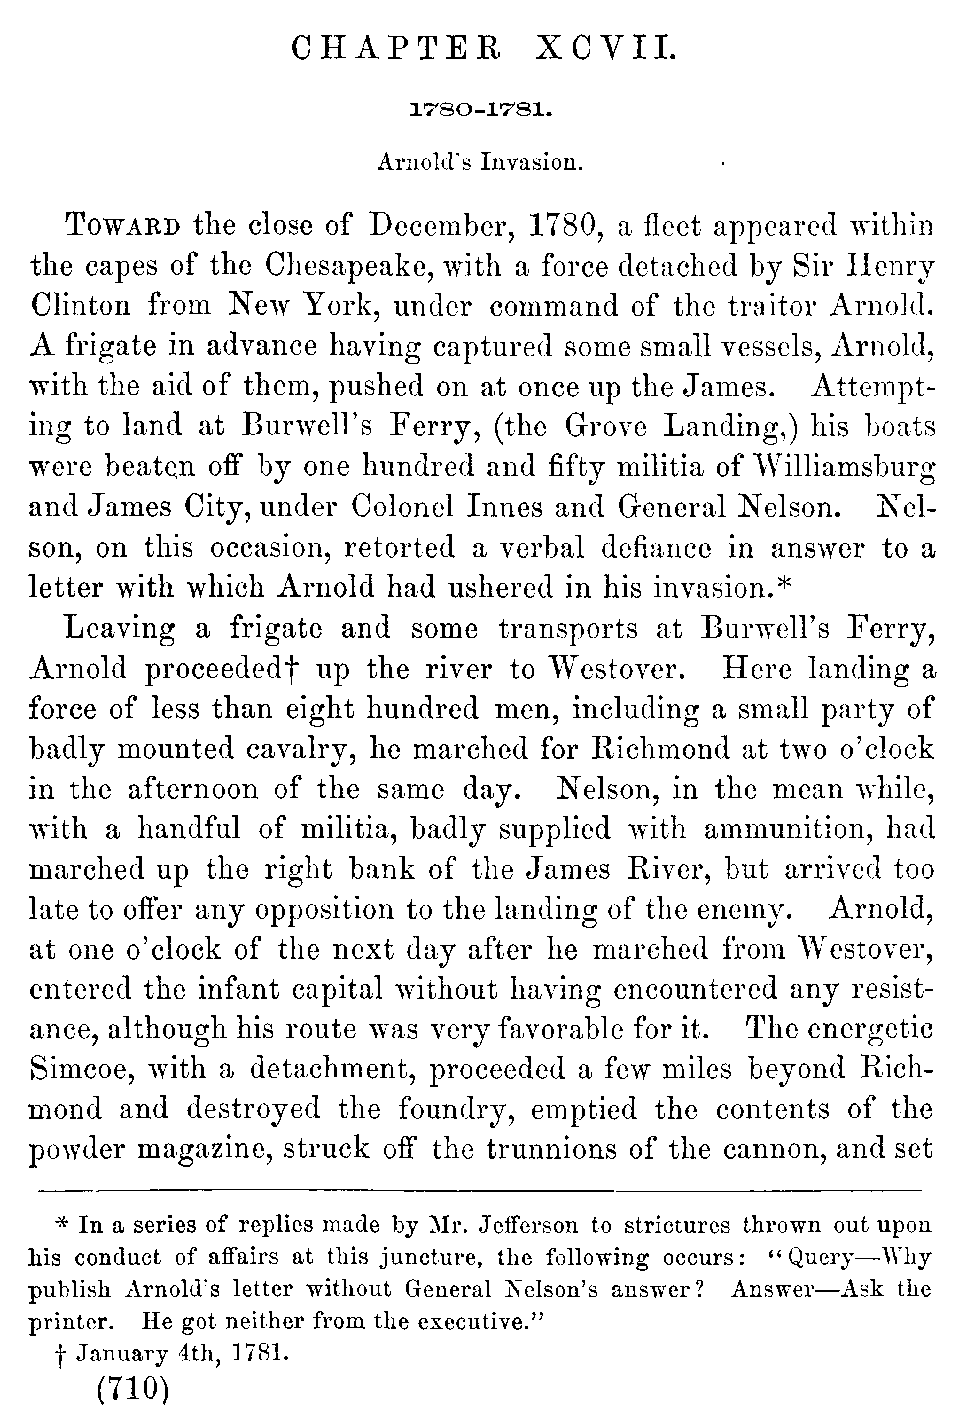 CHAPTER XCVII.
1780-1781.
Arnold's Invasion.
TOWARD the close of December, 1780, a fleet appeared within
the capes of the Chesapeake, with a force detached by Sir Henry
Clinton from New York, under command of the traitor Arnold.
A frigate in advance having captured some small vessels, Arnold,
with the aid of them, pushed on at once up the James. Attempt-
ing to land at Burwell's Ferry, (the Grove Landing,) his boats
were beaten off by one hundred and fifty militia of Williamsburg
and James City, under Colonel Innes and General Nelson. Nel-
son, on this occasion, retorted a verbal defiance in answer to a
letter with which Arnold had ushered in his invasion.*
Leaving a frigate and some transports at Burwell's Ferry,
Arnold proceeded† up the river to Westover. Here landing a
force of less than eight hundred men, including a small party of
badly mounted cavalry, he marched for Richmond at two o'clock
in the afternoon of the same day. Nelson, in the mean while,
with a handful of militia, badly supplied with ammunition, had
marched up the right bank of the James River, but arrived too
late to offer any opposition to the landing of the enemy. Arnold,
at one o'clock of the next day after he marched from Westover,
entered the infant capital without having encountered any resist-
ance, although his route was very favorable for it. The energetic
Simcoe, with a detachment, proceeded a few miles beyond Rich-
mond and destroyed the foundry, emptied the contents of the
powder magazine, struck off the trunnions of the cannon, and set
* In a series of replies made by Mr. Jefferson to strictures thrown out upon
his conduct of affairs at this juncture, the following occurs: "Query—Why
publish Arnold's letter without General Nelson's answer? Answer—Ask the
printer. He got neither from the executive."
† January 4th, 1781.
(710)